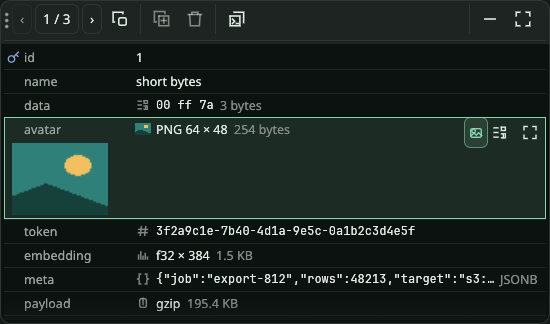 1 / 3
id 1
name short bytes
data 00 ff 7a 3 bytes
avatar PNG 64 × 48 254 bytes
token 3f2a9c1e-7b40-4d1a-9e5c-0a1b2c3d4e5f
embedding f32 × 384 1.5 KB
meta {"job":"export-812","rows":48213,"target":"s3:… JSONB
payload gzip 195.4 KB